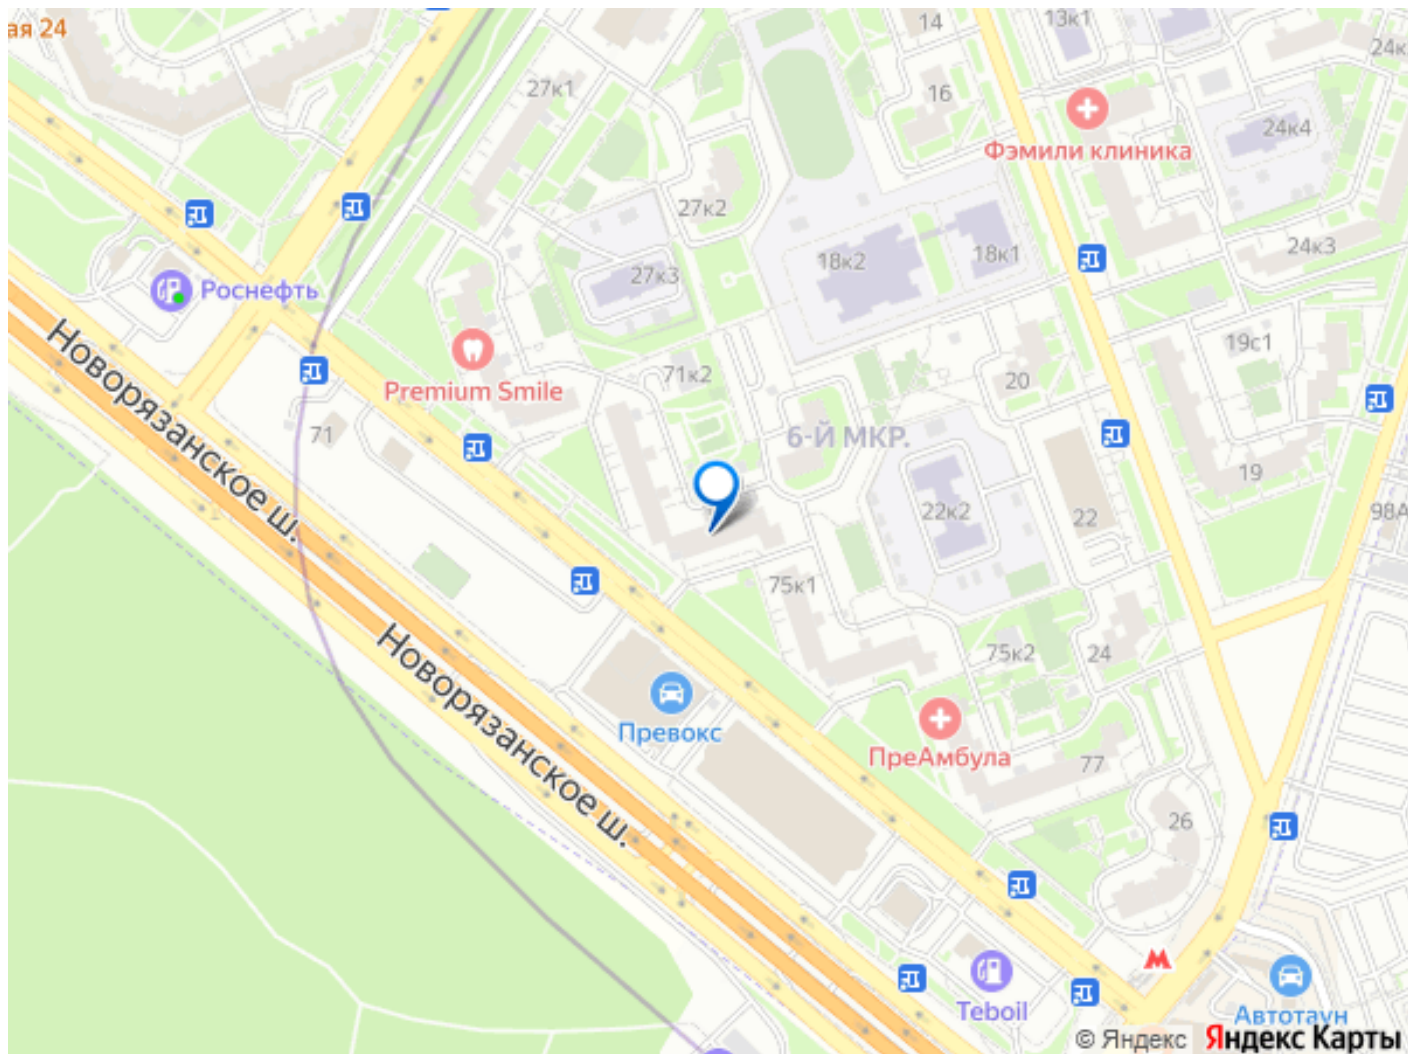 ая 24
14
13к1
24к
27к1
16
24к4
Фэмили клиника
27к2
18к2
18к1
24к3
27к3
Роснефть
19с1
Новорязанское ш.
Premium Smile
71к2
20
71
6-Й МКР.
19
22к2
22
98А
75к1
Новорязанское ш.
75к2
24
Превокс
ПреАмбула
77
26
М
Teboil
Автотаун
© Яндекс Яндекс Карты